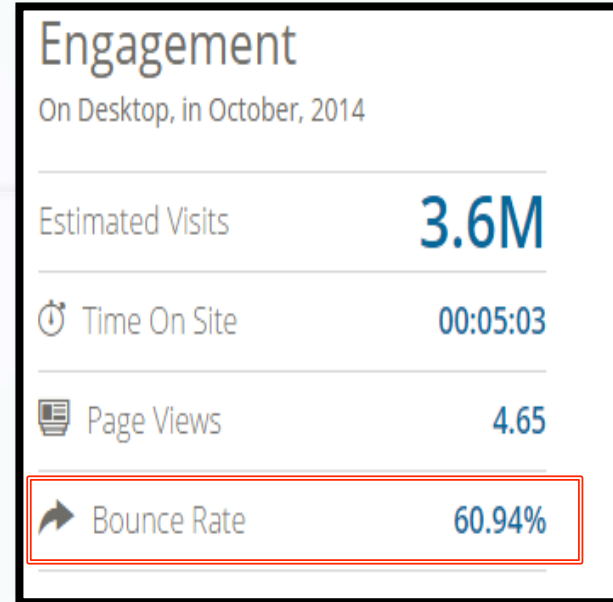 Engagement
On Desktop, in October, 2014
Estimated Visits 3.6M
Time On Site 00:05:03
Page Views 4.65
Bounce Rate 60.94%